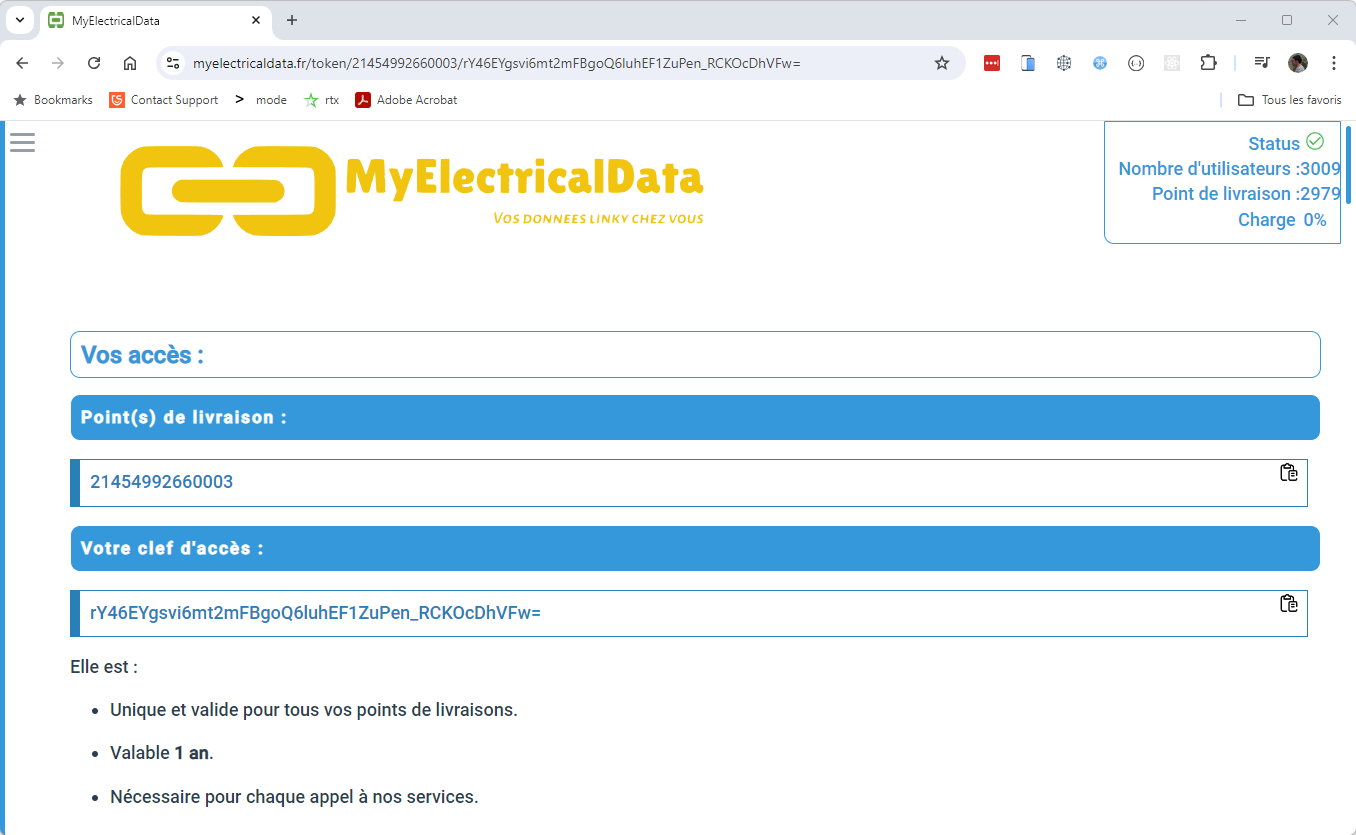 MyElectricalData
myelectricaldata.fr/token/21454992660003/rY46EYgsvi6mt2mFBgoQ6luhEF1ZuPen_RCKOcDhVFw=
Bookmarks Contact Support > mode rtx Adobe Acrobat Tous les favoris
MyElectricalData
Vos donnees linky chez vous
Status
Nombre d'utilisateurs :3009
Point de livraison :2979
Charge 0%
Vos accès :
Point(s) de livraison :
21454992660003
Votre clef d'accès :
rY46EYgsvi6mt2mFBgoQ6luhEF1ZuPen_RCKOcDhVFw=
Elle est :
• Unique et valide pour tous vos points de livraisons.
• Valable 1 an.
• Nécessaire pour chaque appel à nos services.